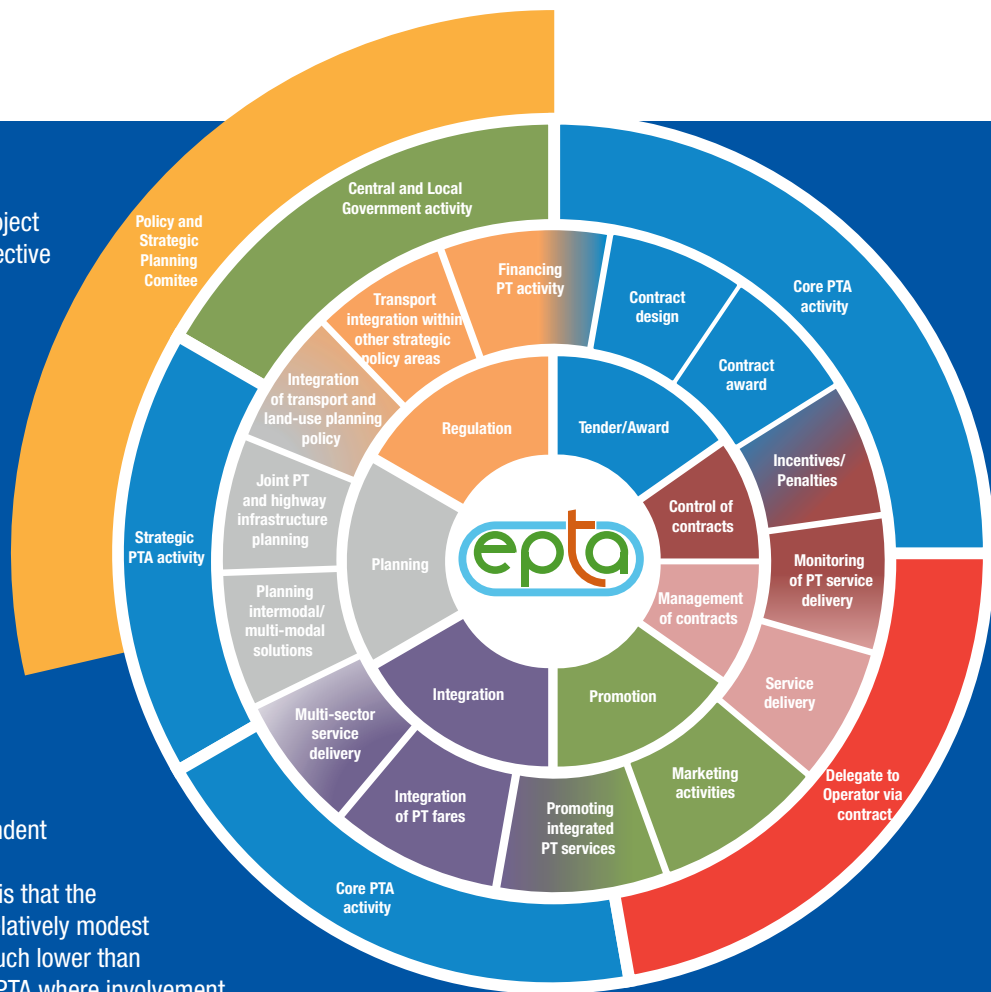 oject
ective
ndent
is that the
elatively modest
uch lower than
PTA where involvement
Policy and
Strategic
Planning
Comitee
Central and Local
Government activity
Core PTA
activity
Strategic
PTA activity
Core PTA
activity
Delegate to
Operator via
contract
Financing
PT activity
Contract
design
Contract
award
Incentives/
Penalties
Monitoring
of PT service
delivery
Service
delivery
Marketing
activities
Promoting
integrated
PT services
Integration
of PT fares
Multi-sector
service
delivery
Planning
intermodal/
multi-modal
solutions
Joint PT
and highway
infrastructure
planning
Integration
of transport and
land-use planning
policy
Transport
integration within
other strategic
policy areas
Regulation
Tender/Award
Control of
contracts
Management
of contracts
Promotion
Integration
Planning
epta